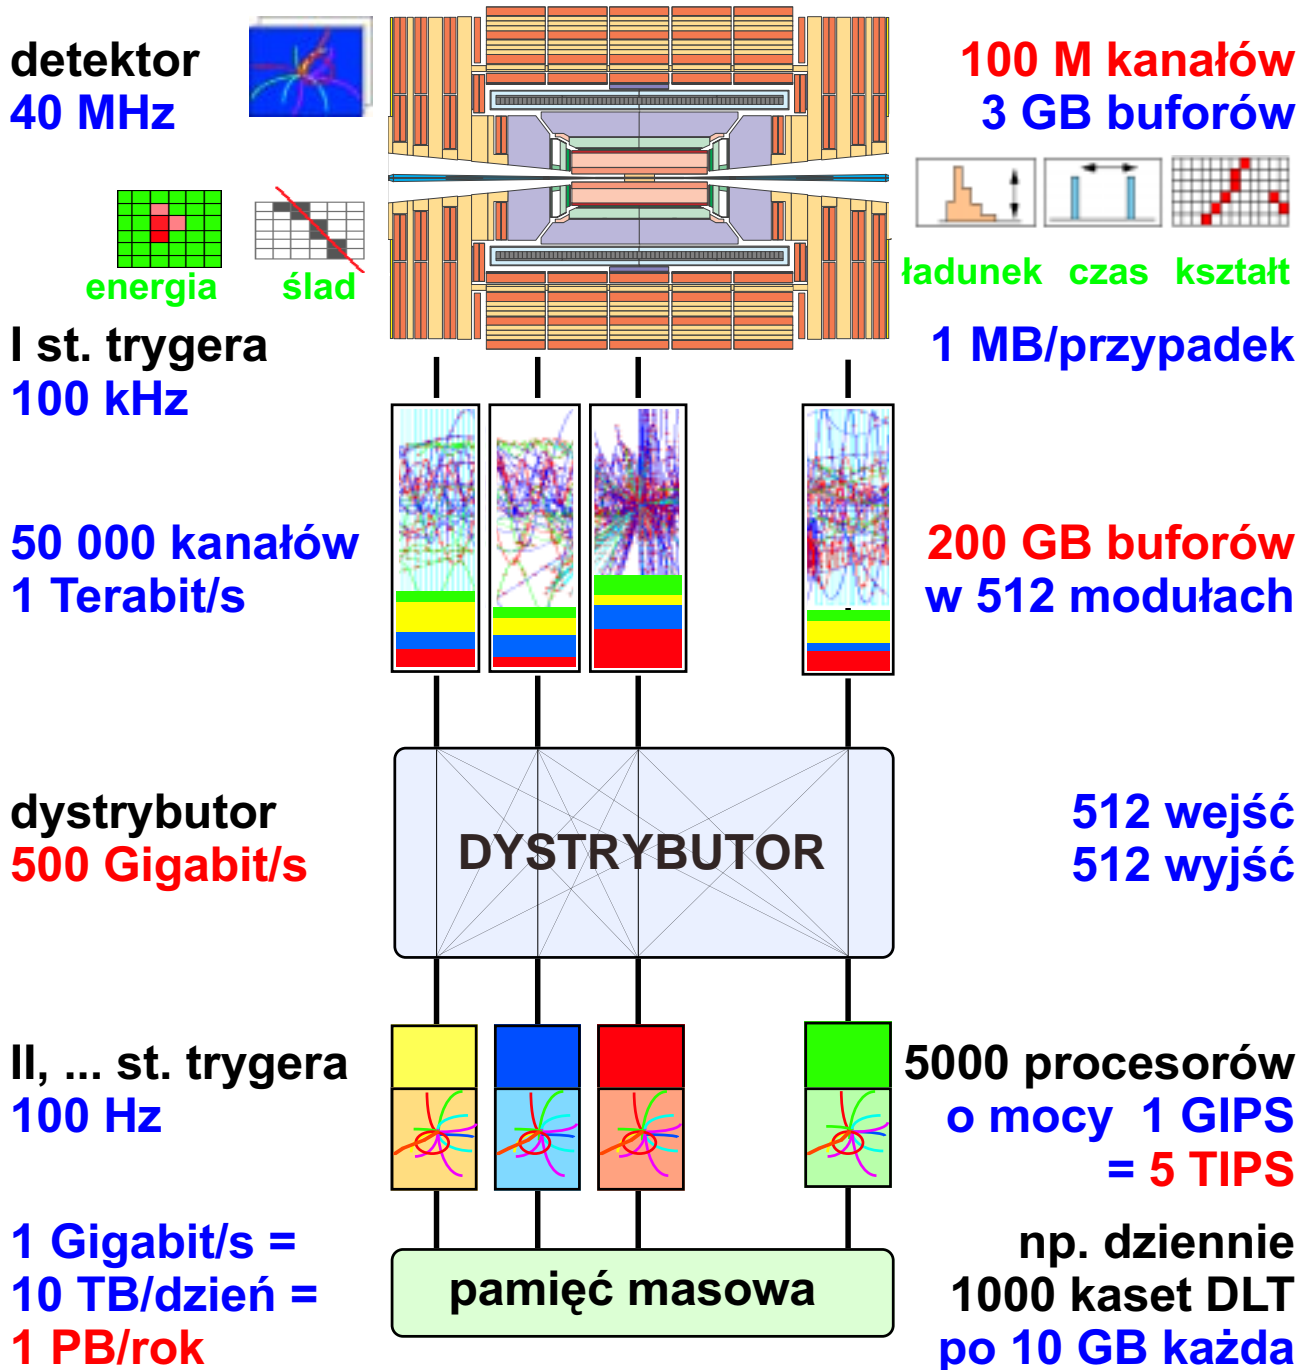 detektor
40 MHz
100 M kanałów
3 GB buforów
energia
ślad
ładunek
czas
kształt
I st. trygera
100 kHz
1 MB/przypadek
50 000 kanałów
1 Terabit/s
200 GB buforów
w 512 modułach
dystrybutor
500 Gigabit/s
DYSTRYBUTOR
512 wejść
512 wyjść
II, ... st. trygera
100 Hz
5000 procesorów
o mocy 1 GIPS
= 5 TIPS
1 Gigabit/s =
10 TB/dzień =
1 PB/rok
pamięć masowa
np. dziennie
1000 kaset DLT
po 10 GB każda